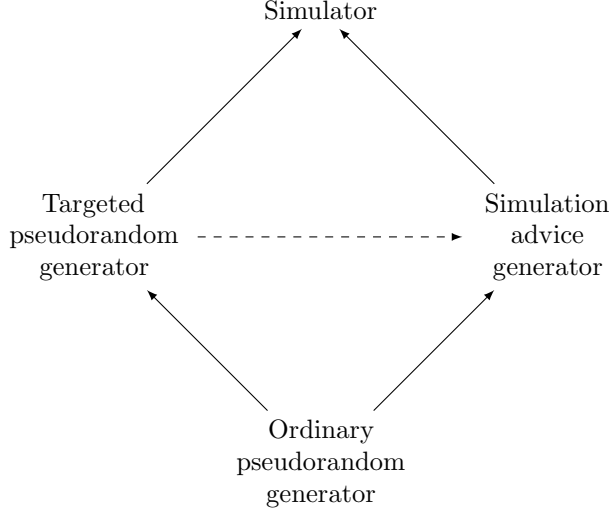 Simulator
Targeted
pseudorandom
generator
Simulation
advice
generator
Ordinary
pseudorandom
generator